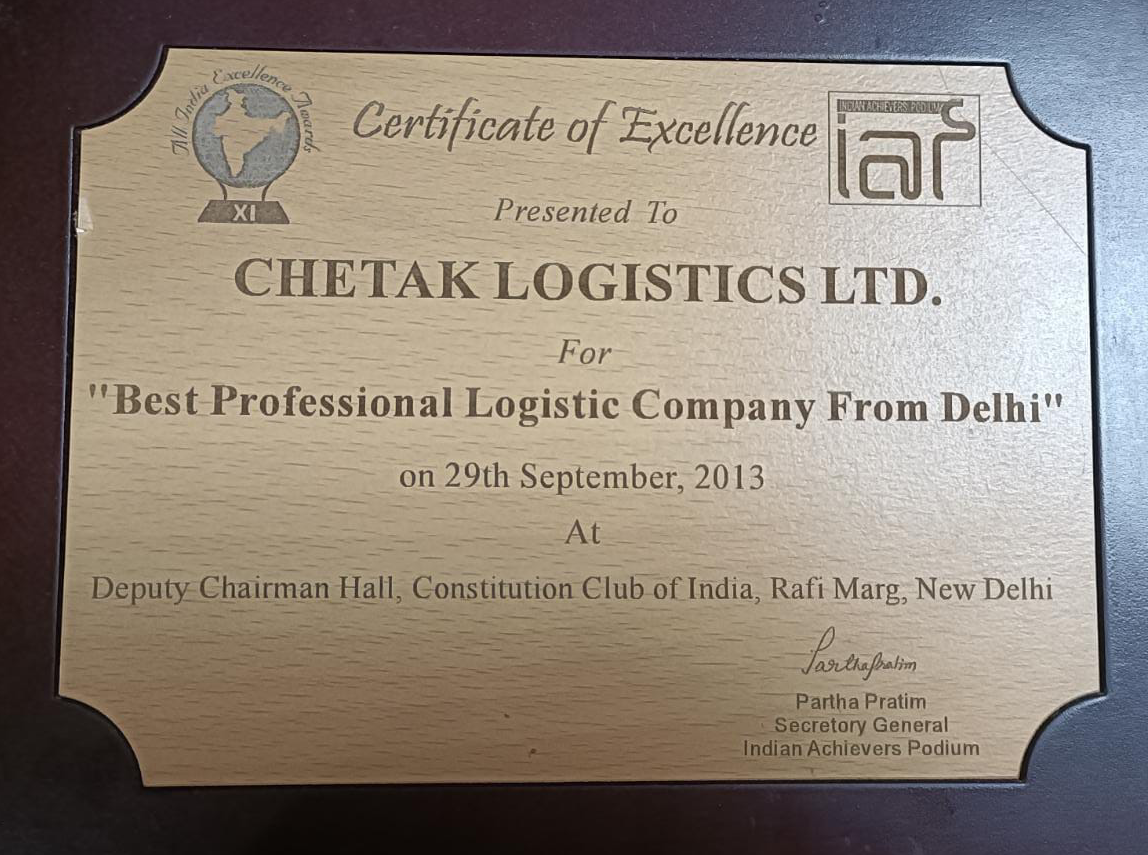 All India Excellence Awards
XI
Certificate of Excellence
INDIAN ACHIEVERS PODIUM
iar
Presented To
CHETAK LOGISTICS LTD.
For
"Best Professional Logistic Company From Delhi"
on 29th September, 2013
At
Deputy Chairman Hall, Constitution Club of India, Rafi Marg, New Delhi
Partha Pratim
Partha Pratim
Secretory General
Indian Achievers Podium